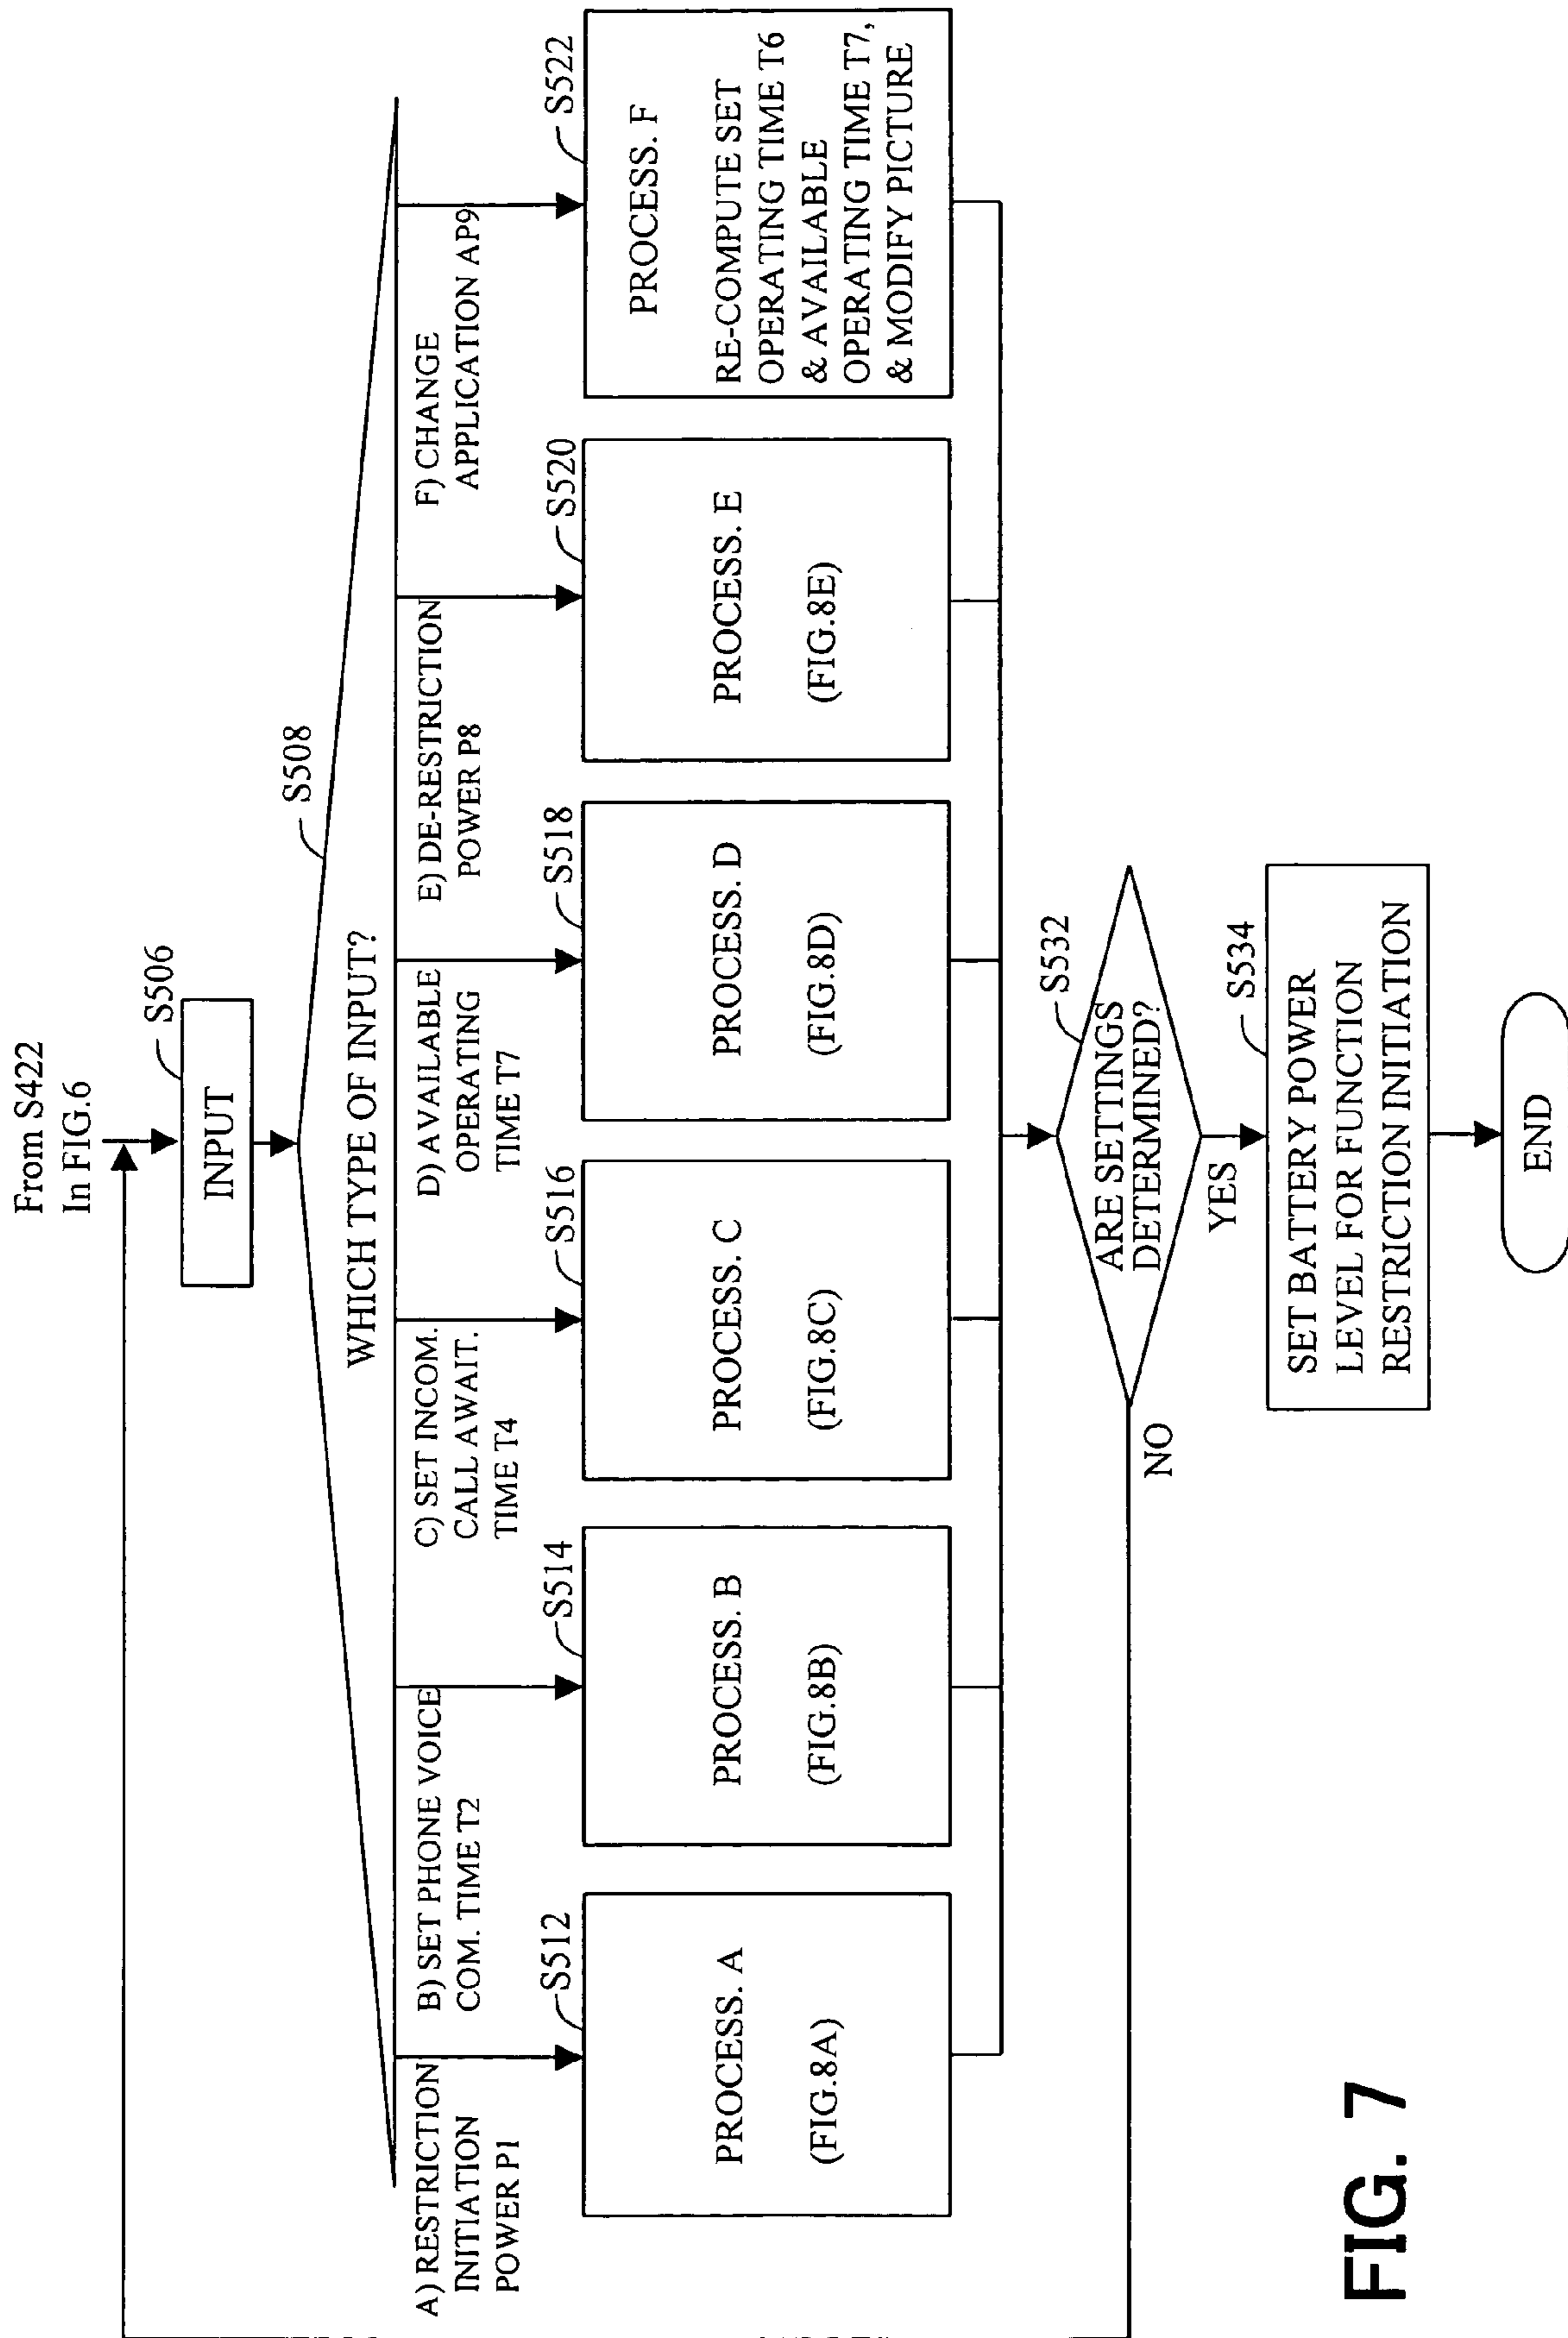 From S422
In FIG.6
S506
INPUT
S508
WHICH TYPE OF INPUT?
A) RESTRICTION
INITIATION
POWER P1
B) SET PHONE VOICE
COM. TIME T2
C) SET INCOM.
CALL AWAIT.
TIME T4
D) AVAILABLE
OPERATING
TIME T7
E) DE-RESTRICTION
POWER P8
F) CHANGE
APPLICATION AP9
S512
PROCESS. A
(FIG.8A)
S514
PROCESS. B
(FIG.8B)
S516
PROCESS. C
(FIG.8C)
S518
PROCESS. D
(FIG.8D)
S520
PROCESS. E
(FIG.8E)
S522
PROCESS. F
RE-COMPUTE SET
OPERATING TIME T6
& AVAILABLE
OPERATING TIME T7,
& MODIFY PICTURE
S532
ARE SETTINGS
DETERMINED?
NO
YES
S534
SET BATTERY POWER
LEVEL FOR FUNCTION
RESTRICTION INITIATION
END
FIG. 7